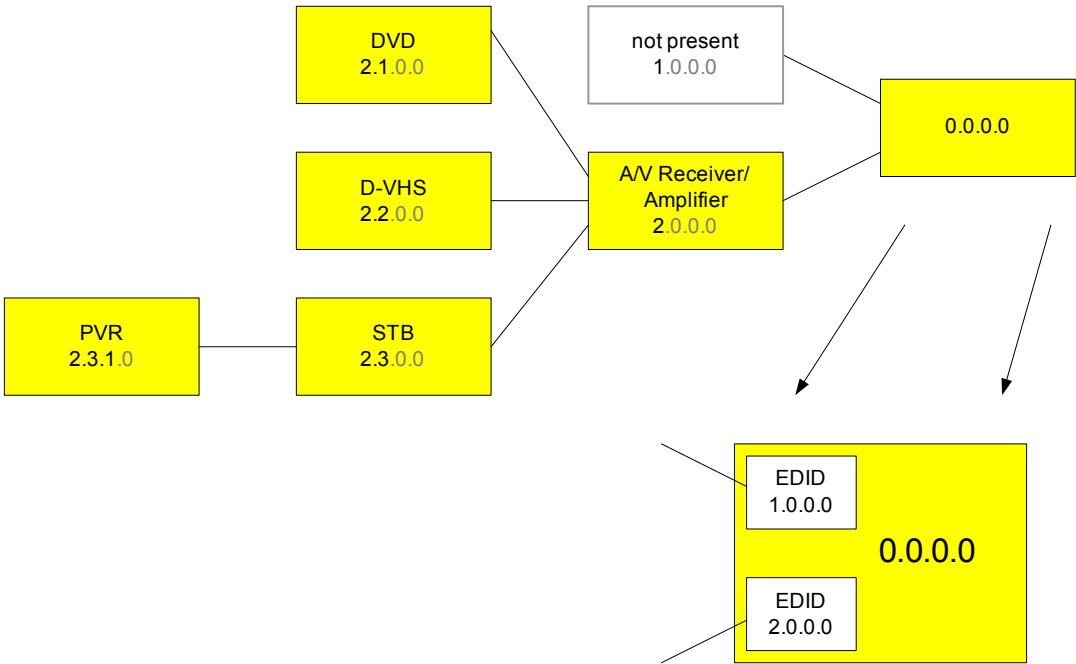 DVD
2.1.0.0
not present
1.0.0.0
0.0.0.0
D-VHS
2.2.0.0
A/V Receiver/
Amplifier
2.0.0.0
PVR
2.3.1.0
STB
2.3.0.0
EDID
1.0.0.0
0.0.0.0
EDID
2.0.0.0